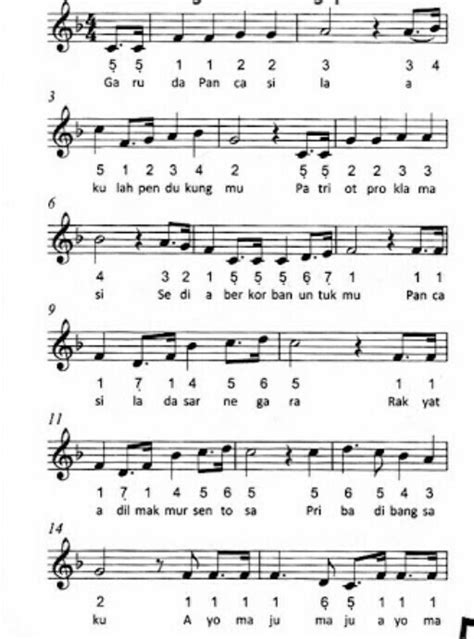 5̣ 5̣ 1 1 2 2 3 3 4
Ga ru da Pan ca si la a
3
5 1 2 3 4 2 5̣ 5̣ 2 2 3 3
ku lah pen du kung mu Pa tri ot pro kla ma
6
4 3 2 1 5̣ 5̣ 5̣ 6̣ 7̣ 1 1 1
si Se di a ber kor ban un tuk mu Pan ca
9
1 7̣ 1 4 5 6 5 1 1
si la da sar ne ga ra Rak yat
11
1 7̣ 1 4 5 6 5 5 5 6 5 4 3
a dil mak mur sen to sa Pri ba di bang sa
14
2 1 1 1 1 1 6̣ 5̣ 1 1
ku A yo ma ju ma ju a yo ma